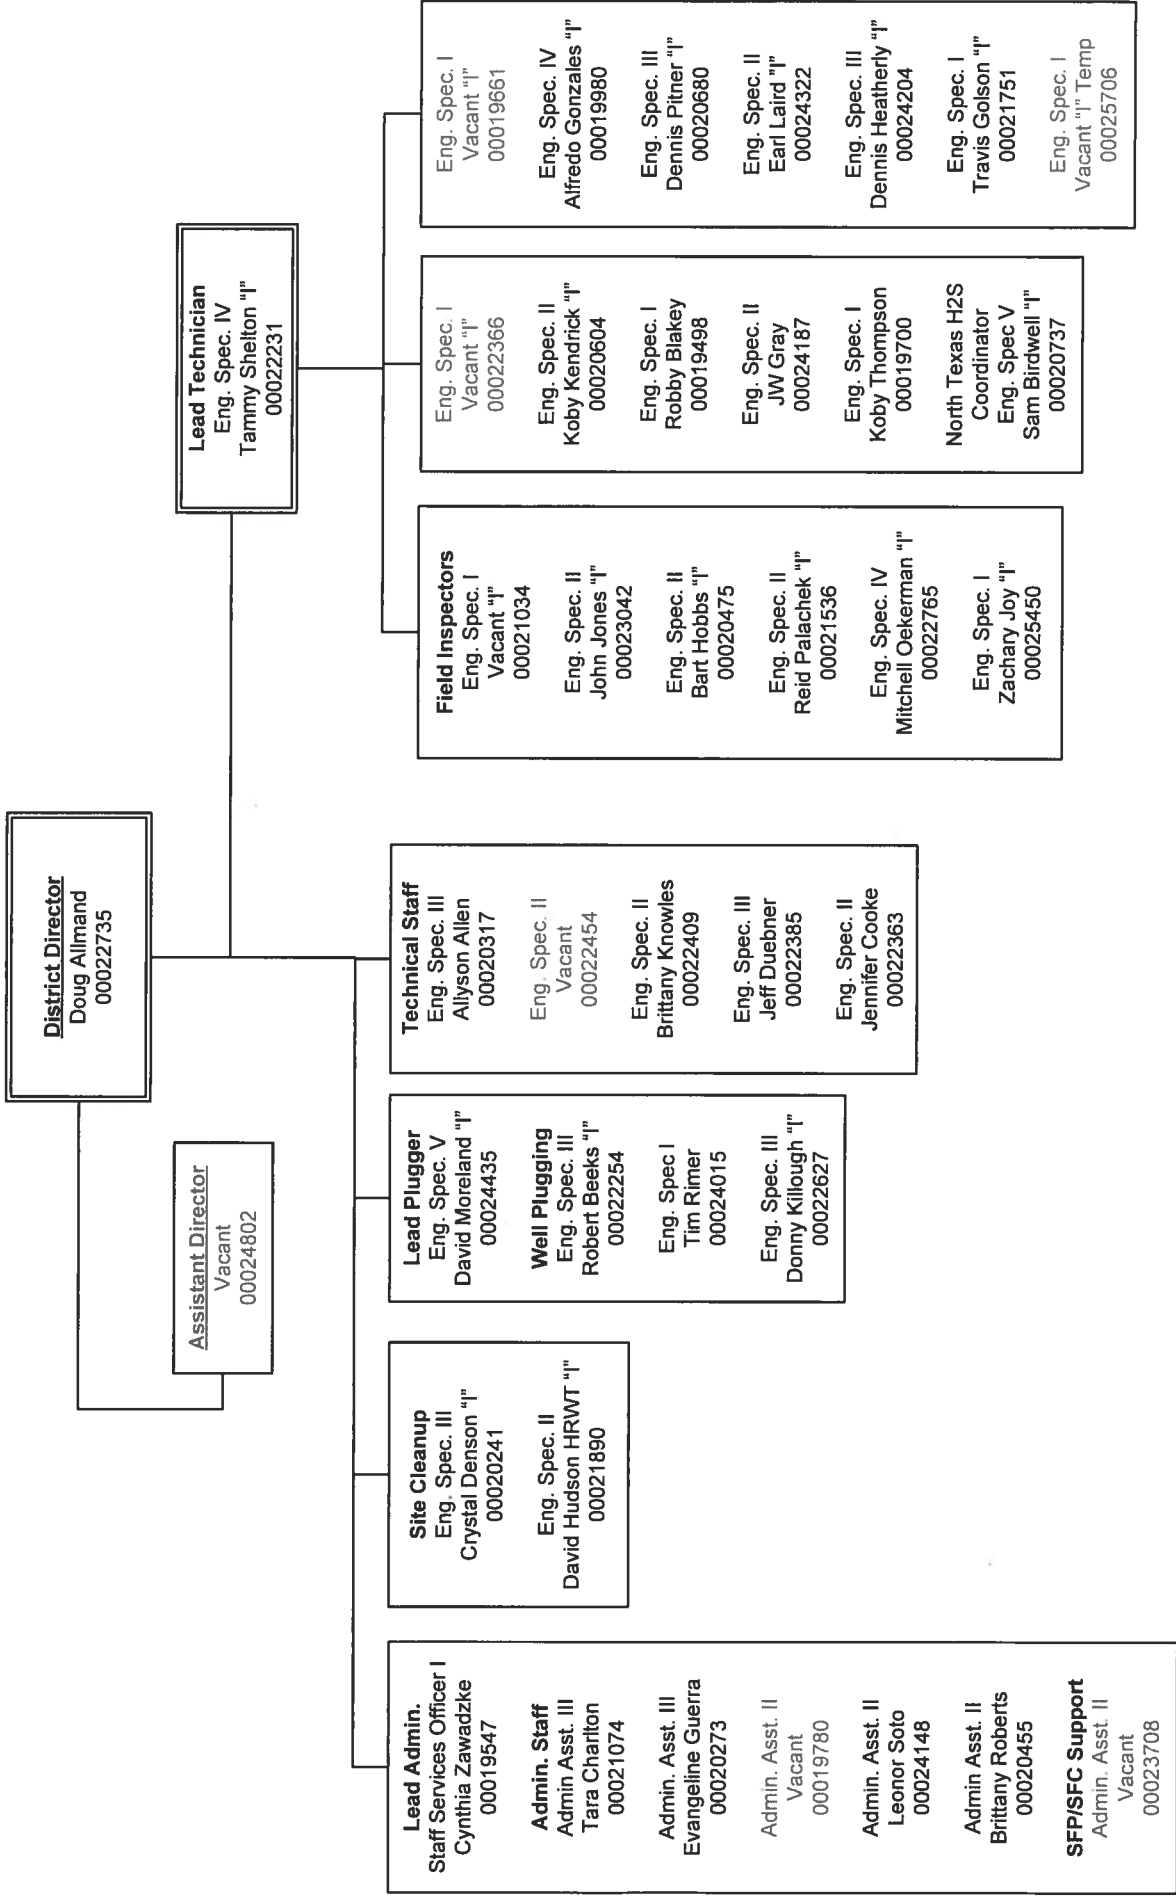 District Director
Doug Allmand
00022735
Assistant Director
Vacant
00024802
Lead Technician
Eng. Spec. IV
Tammy Shelton “I”
00022231
Lead Admin.
Staff Services Officer I
Cynthia Zawadzke
00019547
Admin. Staff
Admin Asst. III
Tara Charlton
00021074
Admin. Asst. III
Evangeline Guerra
00020273
Admin. Asst. II
Vacant
00019780
Admin. Asst. II
Leonor Soto
00024148
Admin Asst. II
Brittany Roberts
00020455
SFP/SFC Support
Admin. Asst. II
Vacant
00023708
Site Cleanup
Eng. Spec. III
Crystal Denson “I”
00020241
Eng. Spec. II
David Hudson HRWT “I”
00021890
Lead Plugger
Eng. Spec. V
David Moreland “I”
00024435
Well Plugging
Eng. Spec. III
Robert Beeks “I”
00022254
Eng. Spec I
Tim Rimer
00024015
Eng. Spec. III
Donny Killough “I”
00022627
Technical Staff
Eng. Spec. III
Allyson Allen
00020317
Eng. Spec. II
Vacant
00022454
Eng. Spec. II
Brittany Knowles
00022409
Eng. Spec. III
Jeff Duebner
00022385
Eng. Spec. II
Jennifer Cooke
00022363
Field Inspectors
Eng. Spec. I
Vacant “I”
00021034
Eng. Spec. II
John Jones “I”
00023042
Eng. Spec. II
Bart Hobbs “I”
00020475
Eng. Spec. II
Reid Palachek “I”
00021536
Eng. Spec. IV
Mitchell Oekerman “I”
00022765
Eng. Spec. I
Zachary Joy “I”
00025450
Eng. Spec. I
Vacant “I”
00022366
Eng. Spec. II
Koby Kendrick “I”
00020604
Eng. Spec. I
Robby Blakey
00019498
Eng. Spec. II
JW Gray
00024187
Eng. Spec. I
Koby Thompson
00019700
North Texas H2S
Coordinator
Eng. Spec V
Sam Birdwell “I”
00020737
Eng. Spec. I
Vacant “I”
00019661
Eng. Spec. IV
Alfredo Gonzales “I”
00019980
Eng. Spec. III
Dennis Pitner “I”
00020680
Eng. Spec. II
Earl Laird "I"
00024322
Eng. Spec. III
Dennis Heatherly “I”
00024204
Eng. Spec. I
Travis Golson “I”
00021751
Eng. Spec. I
Vacant “I” Temp
00025706